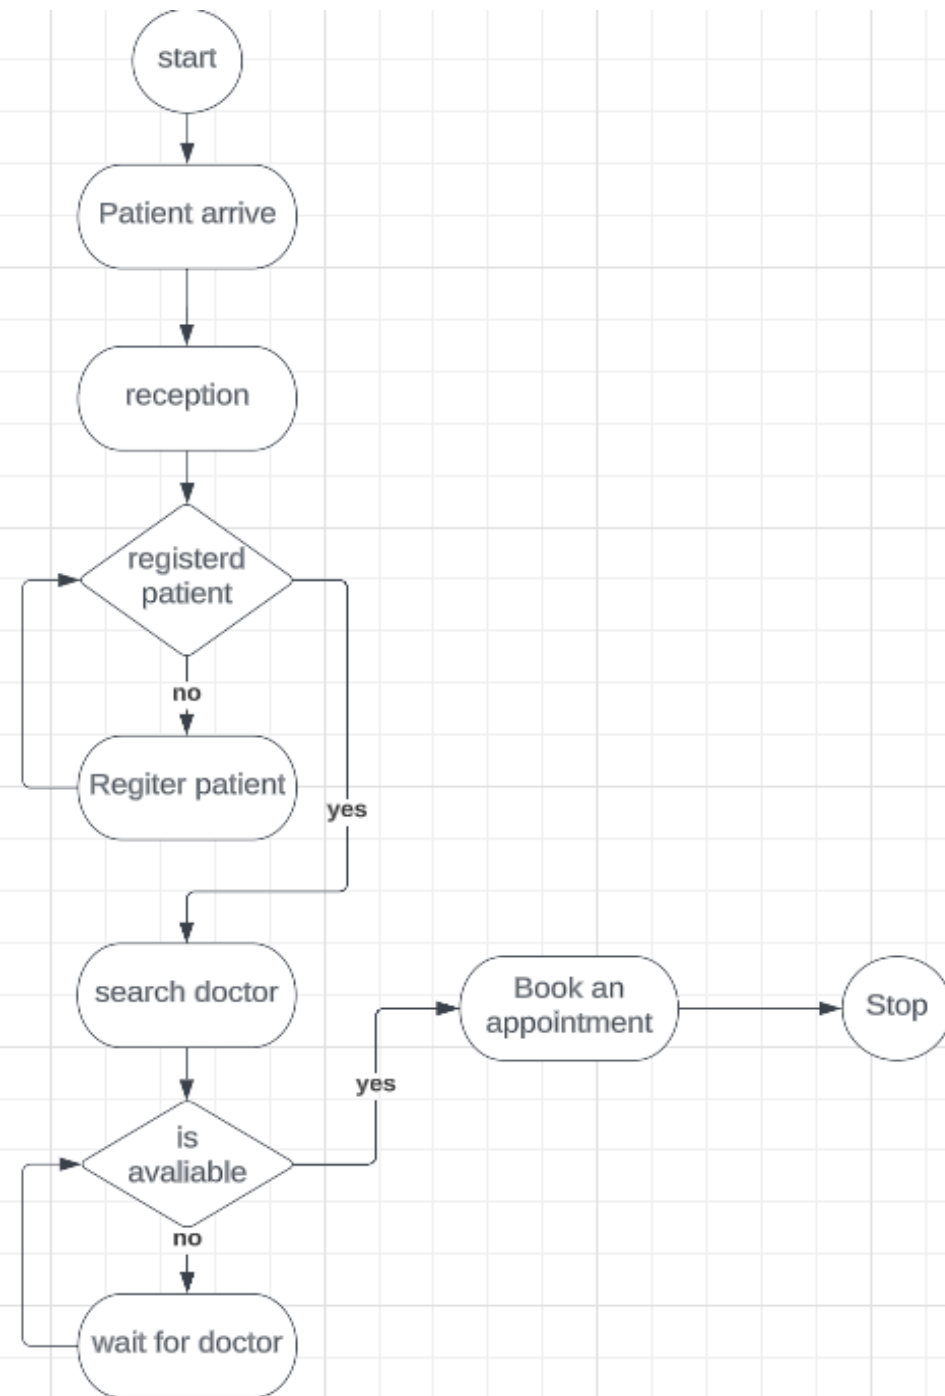 start
Patient arrive
reception
registerd
patient
no
Regiter patient
yes
search doctor
Book an
appointment
Stop
yes
is
avaliable
no
wait for doctor